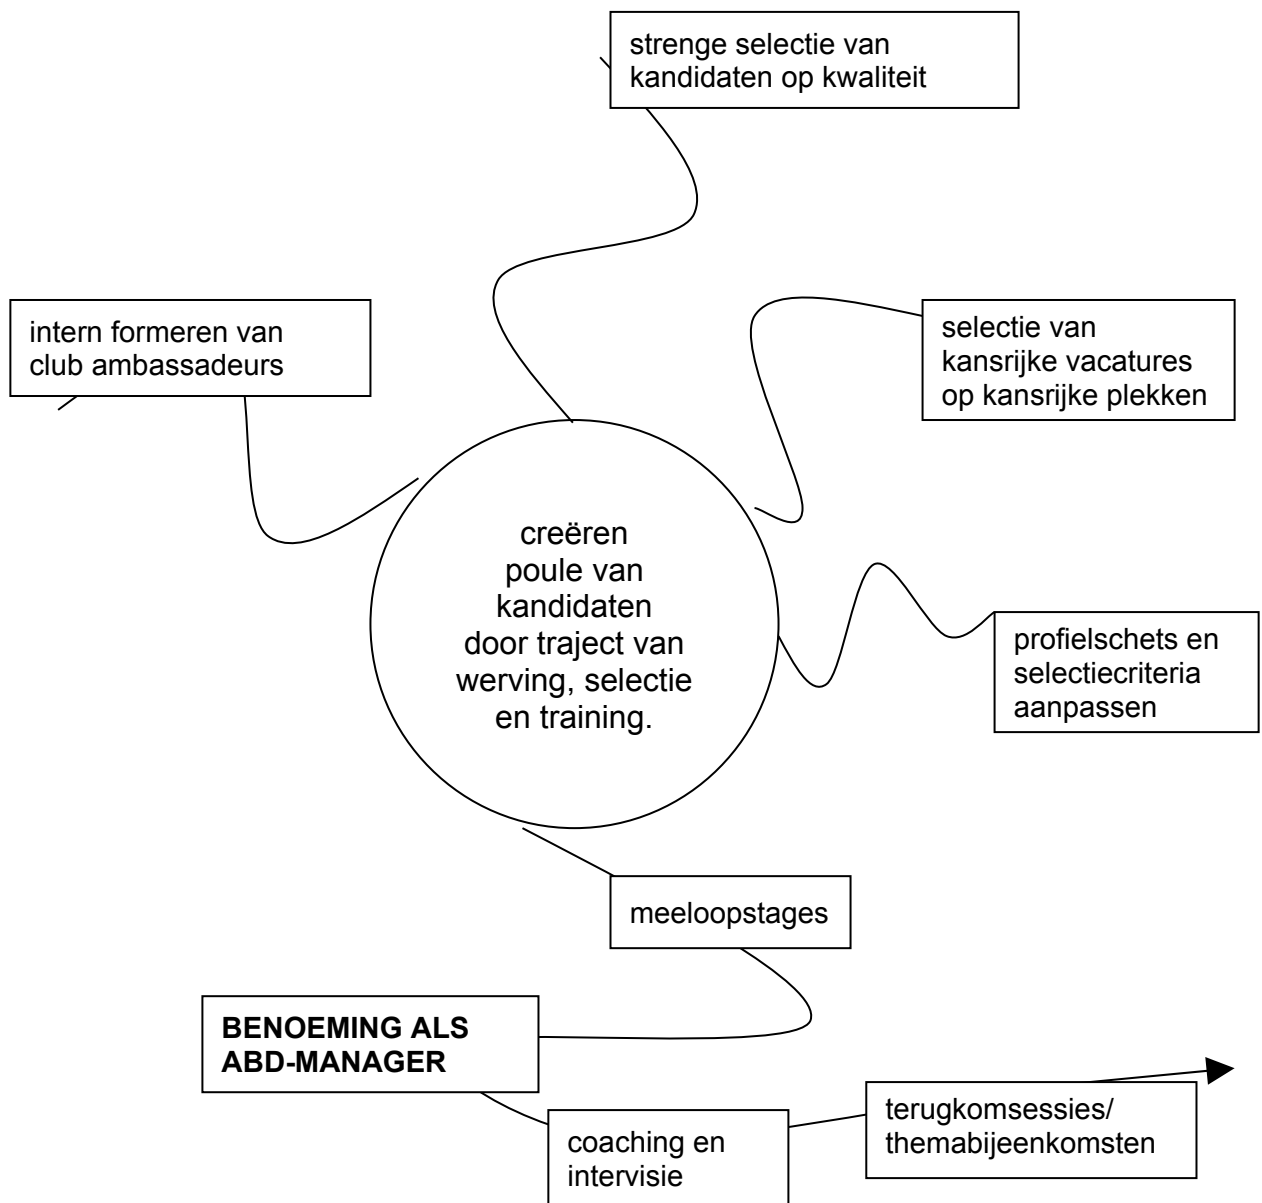 strenge selectie van
kandidaten op kwaliteit
intern formeren van
club ambassadeurs
selectie van
kansrijke vacatures
op kansrijke plekken
creëren
poule van
kandidaten
door traject van
werving, selectie
en training.
profielschets en
selectiecriteria
aanpassen
meeloopstages
BENOEMING ALS
ABD-MANAGER
coaching en
intervisie
terugkomsessies/
themabijeenkomsten